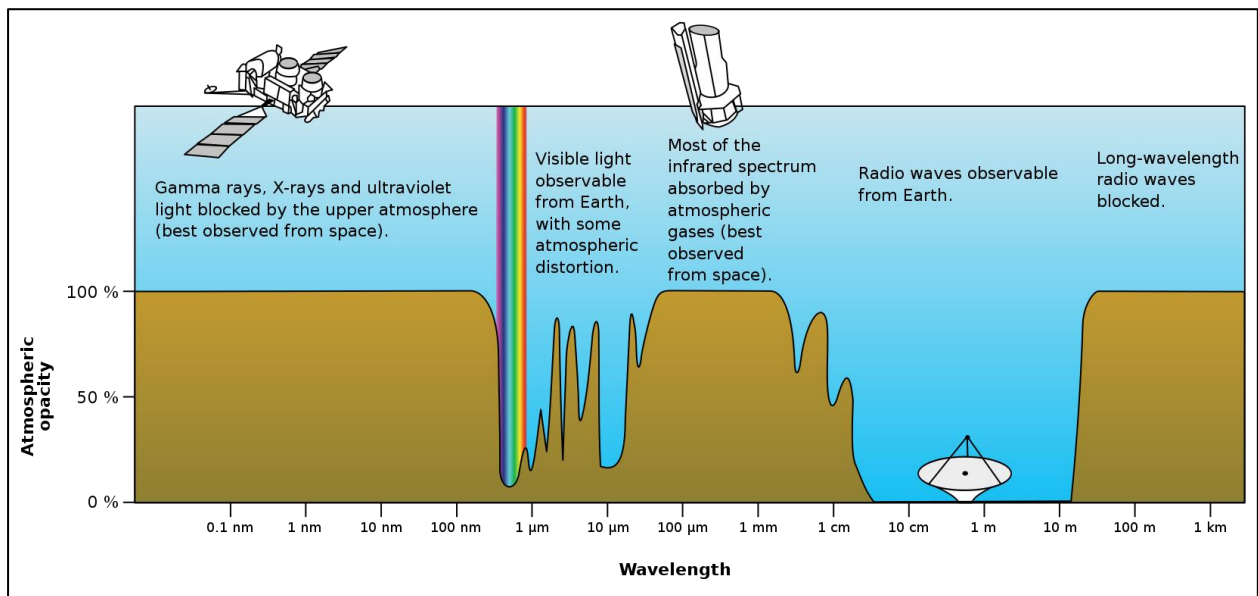 Gamma rays, X-rays and ultraviolet
light blocked by the upper atmosphere
(best observed from space).
Visible light
observable
from Earth,
with some
atmospheric
distortion.
Most of the
infrared spectrum
absorbed by
atmospheric
gases (best
observed
from space).
Radio waves observable
from Earth.
Long-wavelength
radio waves
blocked.
Atmospheric
opacity
100 %
50 %
0 %
0.1 nm
1 nm
10 nm
100 nm
1 μm
10 μm
100 μm
1 mm
1 cm
10 cm
1 m
10 m
100 m
1 km
Wavelength